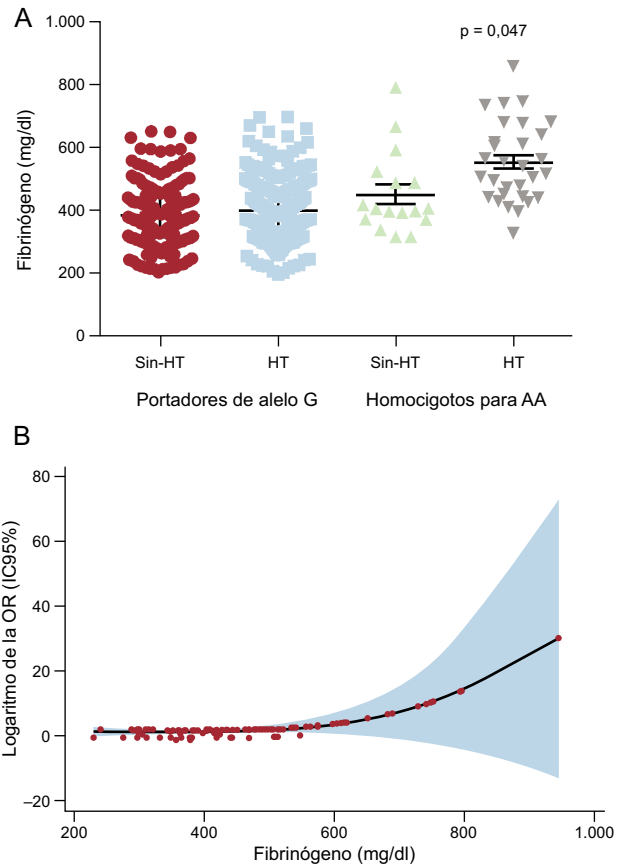 A
p = 0,047
Fibrinógeno (mg/dl)
1.000
800
600
400
200
0
Sin-HT
HT
Sin-HT
HT
Portadores de alelo G
Homocigotos para AA
B
Logaritmo de la OR (IC95%)
80
60
40
20
0
–20
200
400
600
800
1.000
Fibrinógeno (mg/dl)